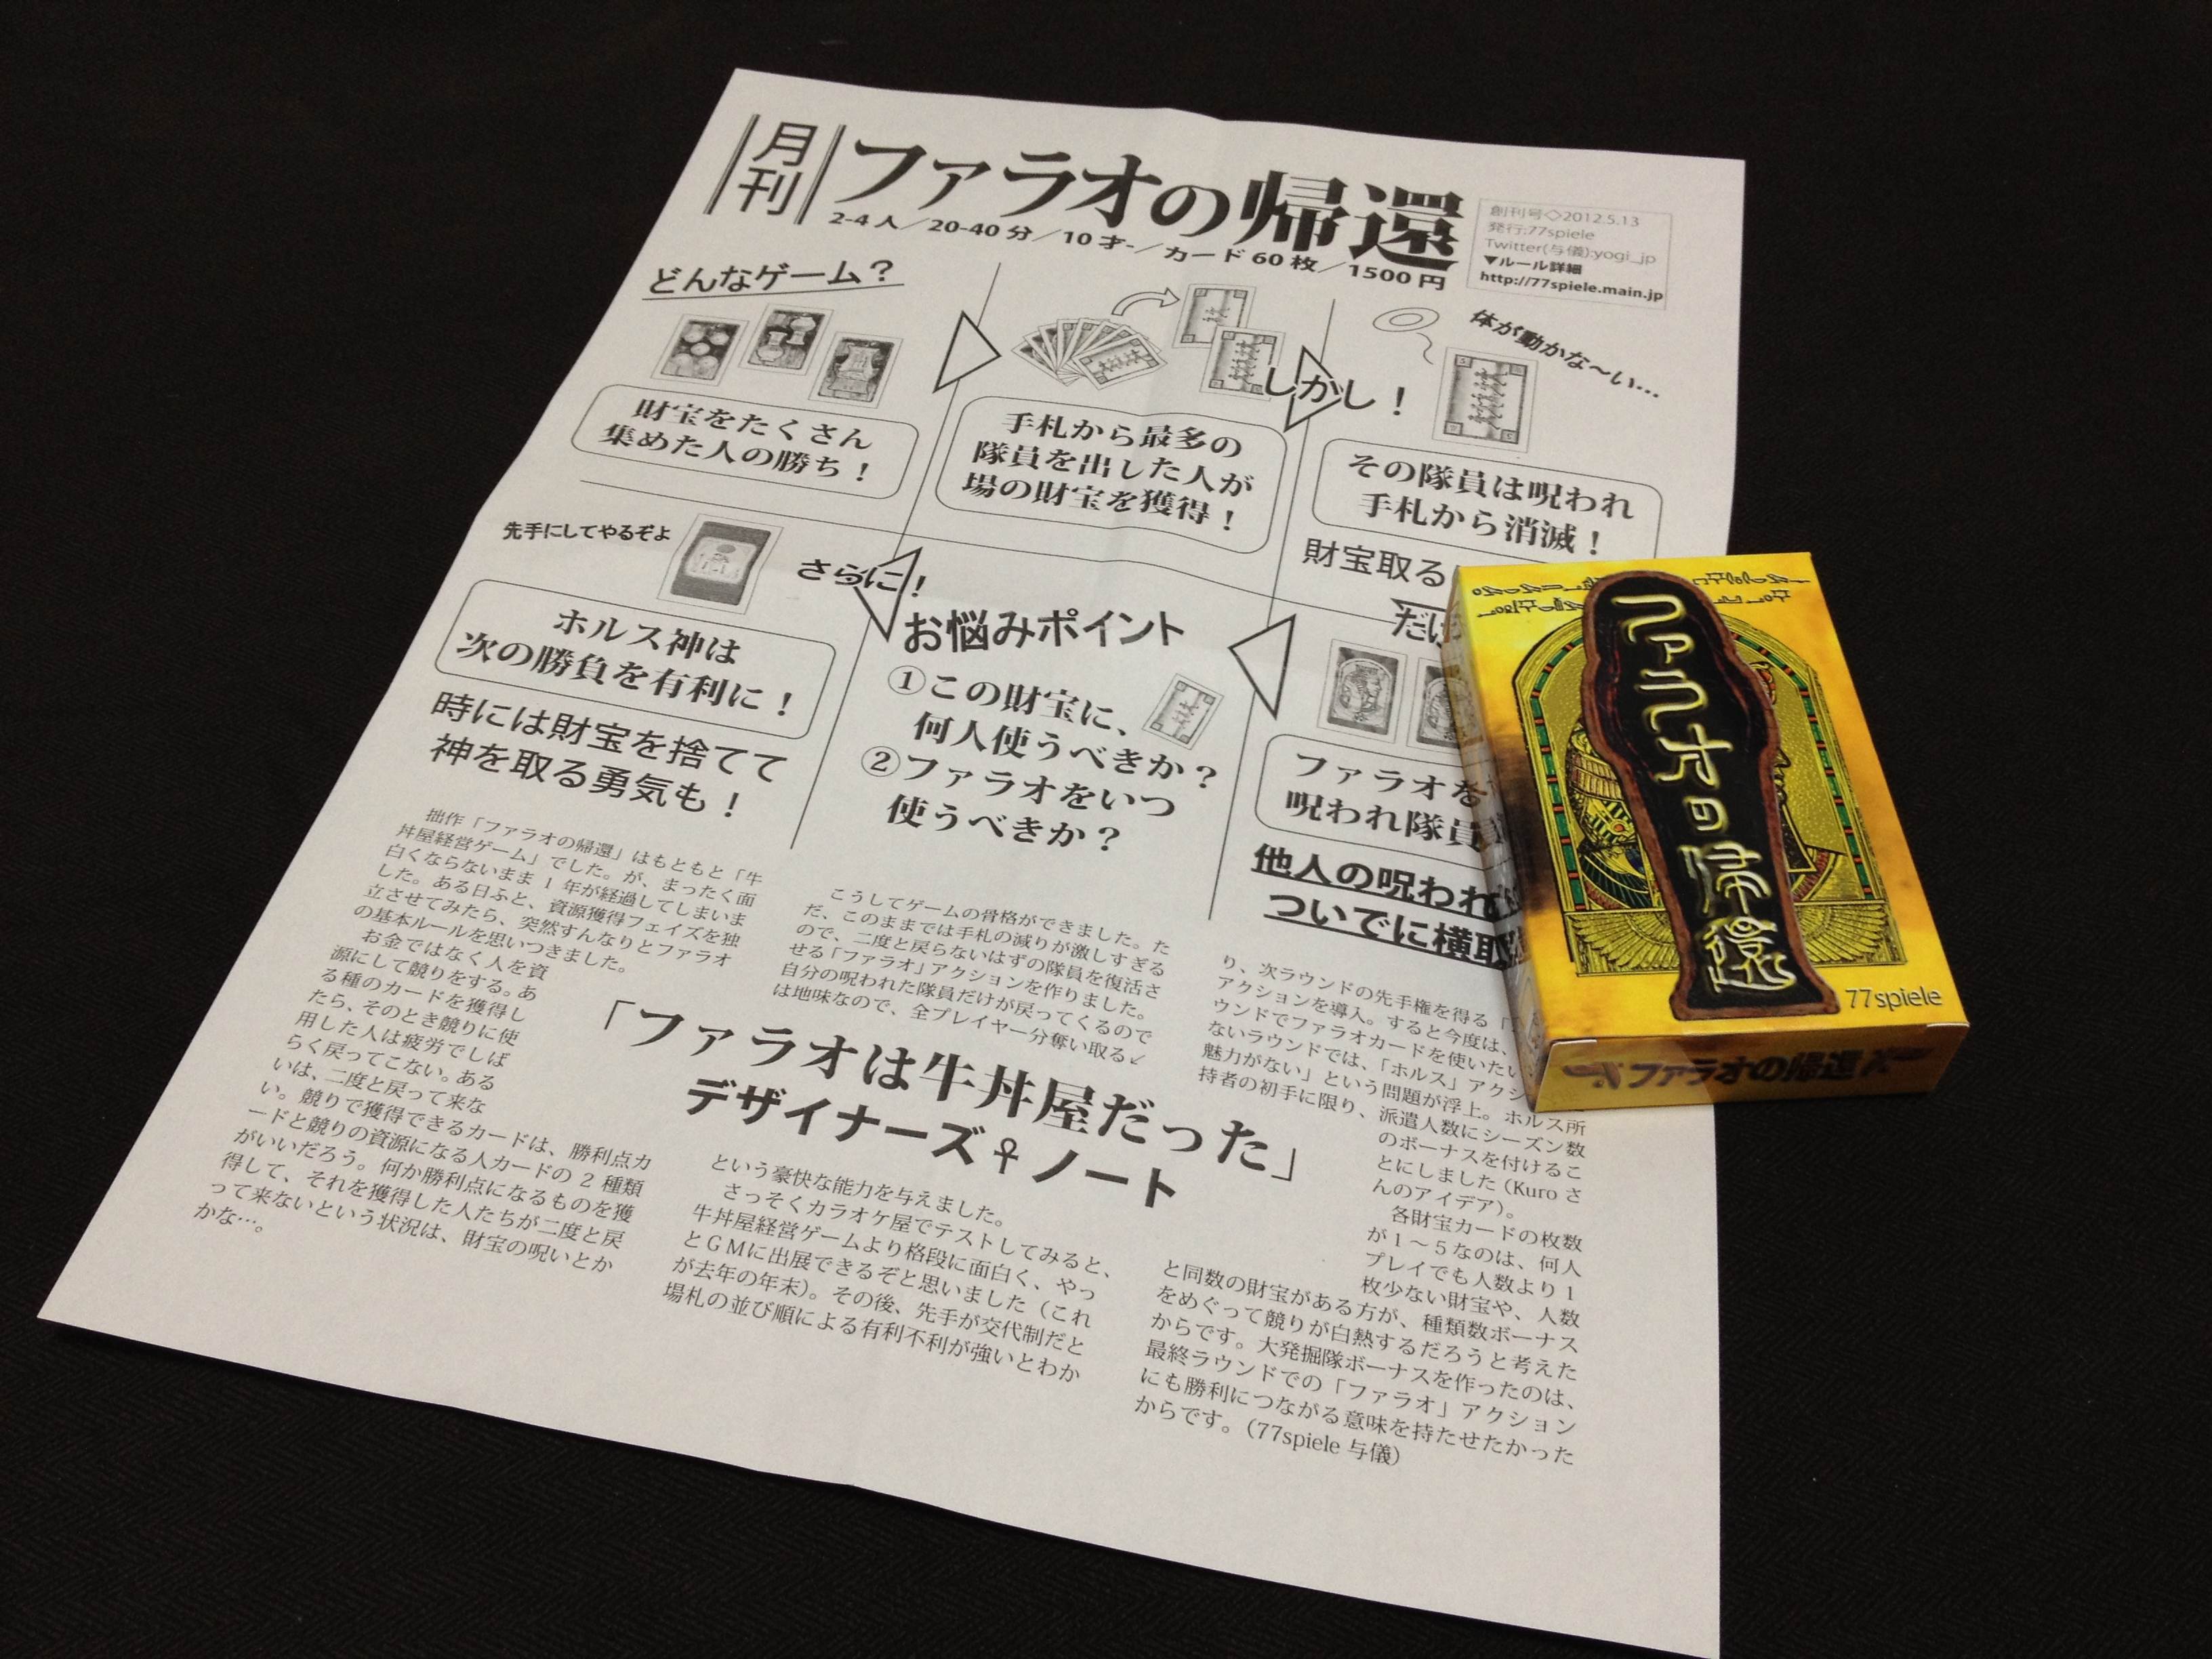 月刊
ファラオの帰還
2-4人／20-40分／10才-／カード60枚／1500円
創刊号◇2012.5.13
発行:77spiele
Twitter(与儀):yogi_jp
▼ルール詳細
http://77spiele.main.jp
どんなゲーム？
財宝をたくさん
集めた人の勝ち！
手札から最多の
隊員を出した人が
場の財宝を獲得！
しかし！
体が動かな〜い…
その隊員は呪われ
手札から消滅！
財宝取る
だけ
ファラオを
呪われ隊員
他人の呪われ
ついでに横取
さらに！
お悩みポイント
①この財宝に、
何人使うべきか？
②ファラオをいつ
使うべきか？
先手にしてやるぞよ
ホルス神は
次の勝負を有利に！
時には財宝を捨てて
神を取る勇気も！
拙作「ファラオの帰還」はもともと「牛
丼屋経営ゲーム」でした。が、まったく面
白くならないまま1年が経過してしまいま
した。ある日ふと、資源獲得フェイズを独
立させてみたら、突然すんなりとファラオ
の基本ルールを思いつきました。
お金ではなく人を資
源にして競りをする。あ
る種のカードを獲得し
たら、そのとき競りに使
用した人は疲労でしば
らく戻ってこない。ある
いは、二度と戻って来な
い。競りで獲得できるカードは、勝利点カ
ードと競りの資源になる人カードの2種類
がいいだろう。何か勝利点になるものを獲
得して、それを獲得した人たちが二度と戻
って来ないという状況は、財宝の呪いとか
かな…。
「ファラオは牛丼屋だった」
デザイナーズ♀ノート
こうしてゲームの骨格ができました。た
だ、このままでは手札の減りが激しすぎる
ので、二度と戻らないはずの隊員を復活さ
せる「ファラオ」アクションを作りました。
自分の呪われた隊員だけが戻ってくるので
は地味なので、全プレイヤー分奪い取る↙
という豪快な能力を与えました。
さっそくカラオケ屋でテストしてみると、
牛丼屋経営ゲームより格段に面白く、やっ
とGMに出展できるぞと思いました（これ
が去年の年末）。その後、先手が交代制だと
場札の並び順による有利不利が強いとわか
り、次ラウンドの先手権を得る「
アクションを導入。すると今度は、
ウンドでファラオカードを使いたい
ないラウンドでは、「ホルス」アクシ
魅力がない」という問題が浮上。ホルス所
持者の初手に限り、派遣人数にシーズン数
のボーナスを付けるこ
とにしました（Kuroさ
んのアイデア）。
各財宝カードの枚数
が1〜5なのは、何人
プレイでも人数より1
枚少ない財宝や、人数
と同数の財宝がある方が、種類数ボーナス
をめぐって競りが白熱するだろうと考えた
からです。大発掘隊ボーナスを作ったのは、
最終ラウンドでの「ファラオ」アクション
にも勝利につながる意味を持たせたかった
からです。（77spiele 与儀）
ファラオの帰還
77spiele
ファラオの帰還